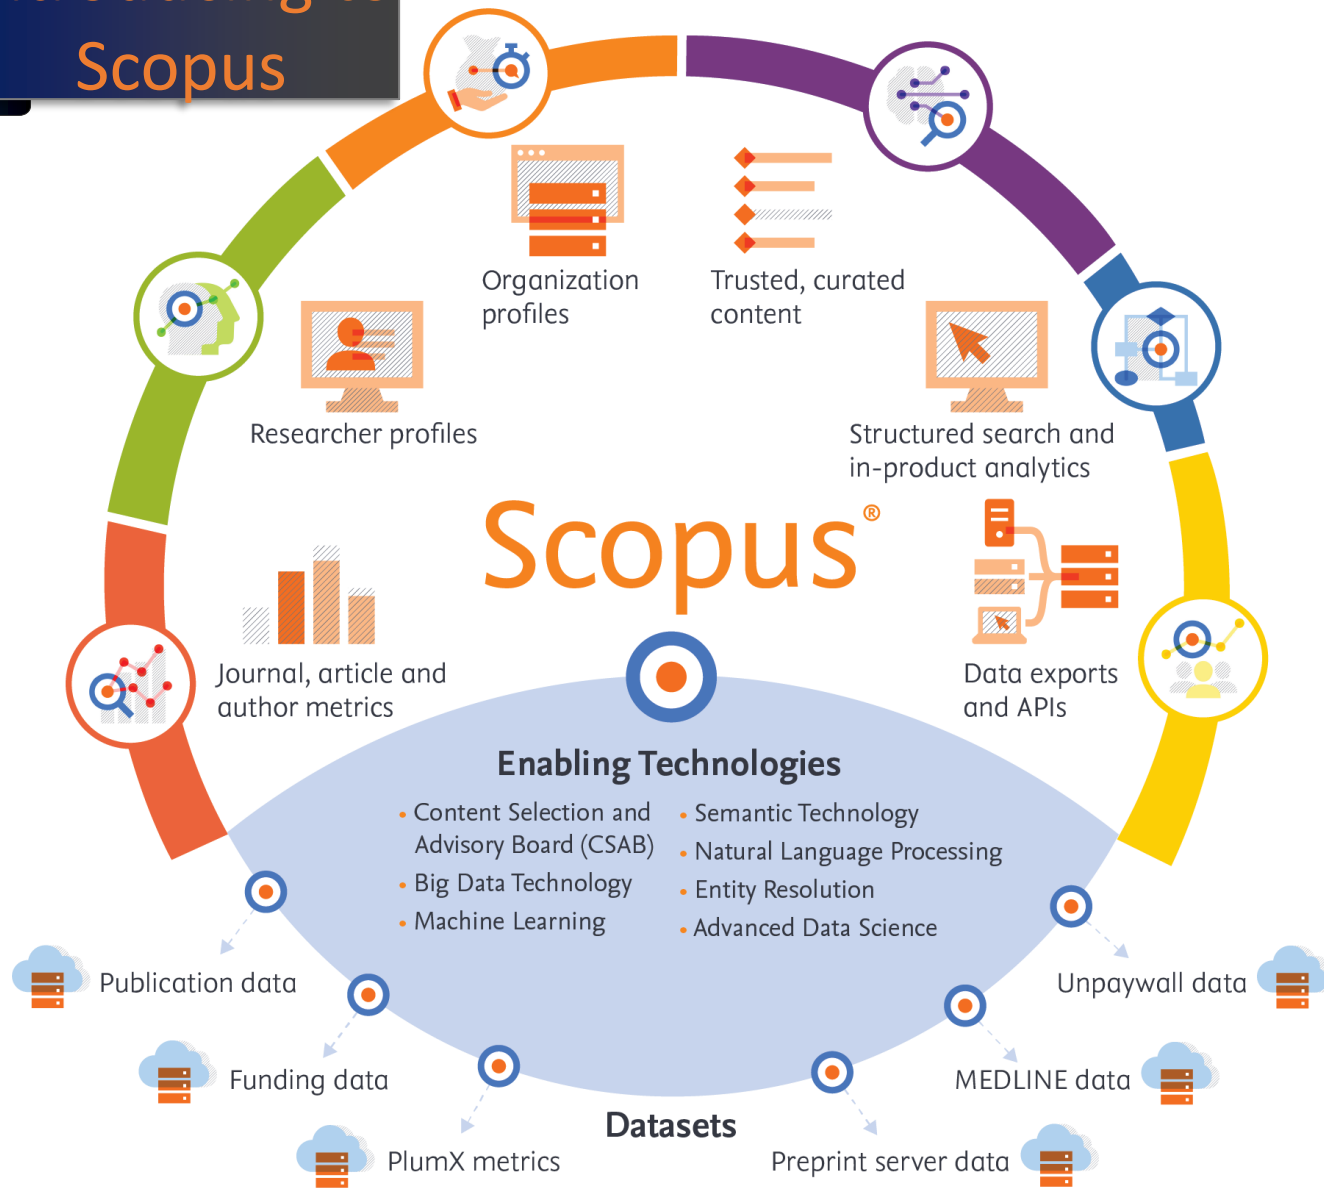 Scopus
Organization
profiles
Trusted, curated
content
Researcher profiles
Structured search and
in-product analytics
Scopus®
Journal, article and
author metrics
Data exports
and APIs
Enabling Technologies
• Content Selection and
Advisory Board (CSAB)
• Big Data Technology
• Machine Learning
• Semantic Technology
• Natural Language Processing
• Entity Resolution
• Advanced Data Science
Publication data
Unpaywall data
Funding data
MEDLINE data
Datasets
PlumX metrics
Preprint server data